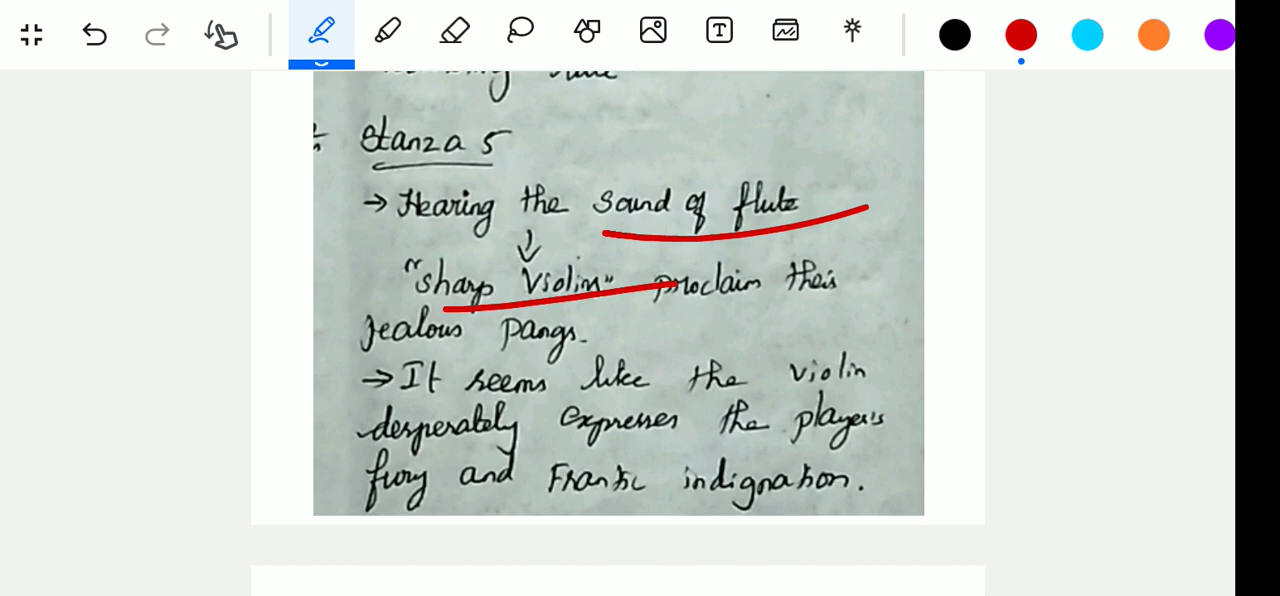 Stanza 5
→ Hearing the sound of flute
↓
"sharp violin" proclaim their
jealous pangs.
→ It seems like the violin
desperately expresses the player's
fury and Frantic indignation.